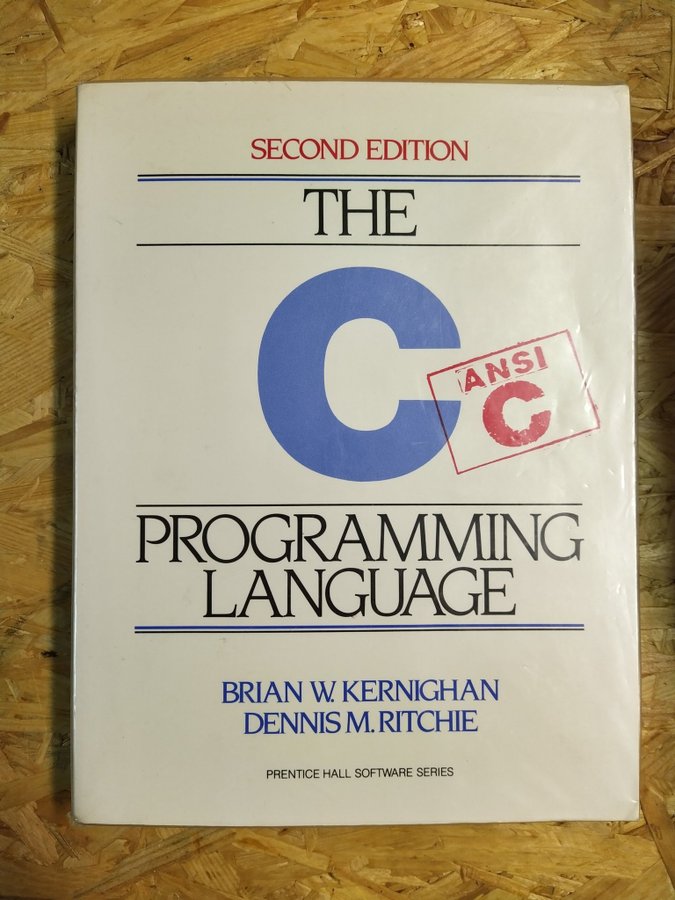 SECOND EDITION
THE
C
ANSI
C
PROGRAMMING
LANGUAGE
BRIAN W. KERNIGHAN
DENNIS M. RITCHIE
PRENTICE HALL SOFTWARE SERIES